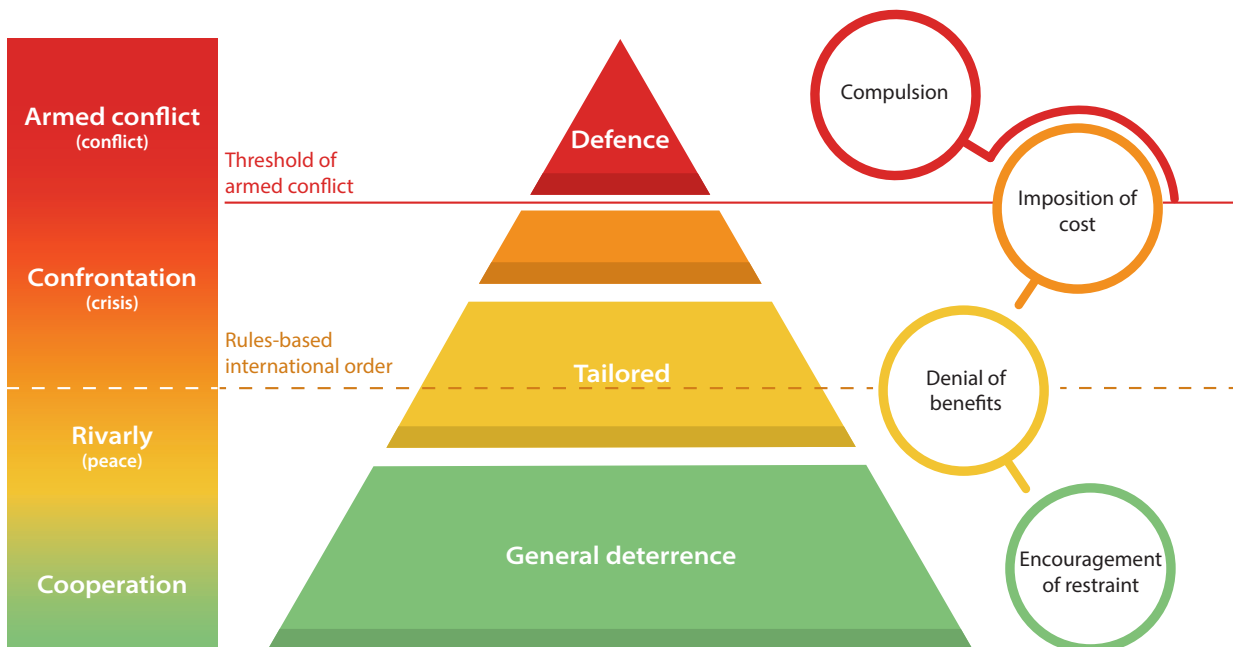 Armed conflict
(conflict)
Confrontation
(crisis)
Rivarly
(peace)
Cooperation
Threshold of
armed conflict
Rules-based
international order
Defence
Tailored
General deterrence
Compulsion
Imposition of
cost
Denial of
benefits
Encouragement
of restraint